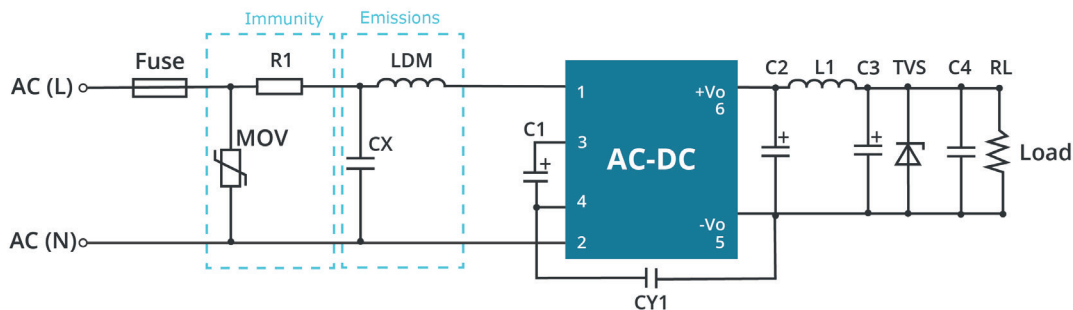 Immunity
Emissions
Fuse
R1
LDM
AC (L)
MOV
CX
AC (N)
C1
1
3
4
2
AC-DC
+Vo
6
-Vo
5
CY1
C2
L1
C3
TVS
C4
RL
+
+
+
Load